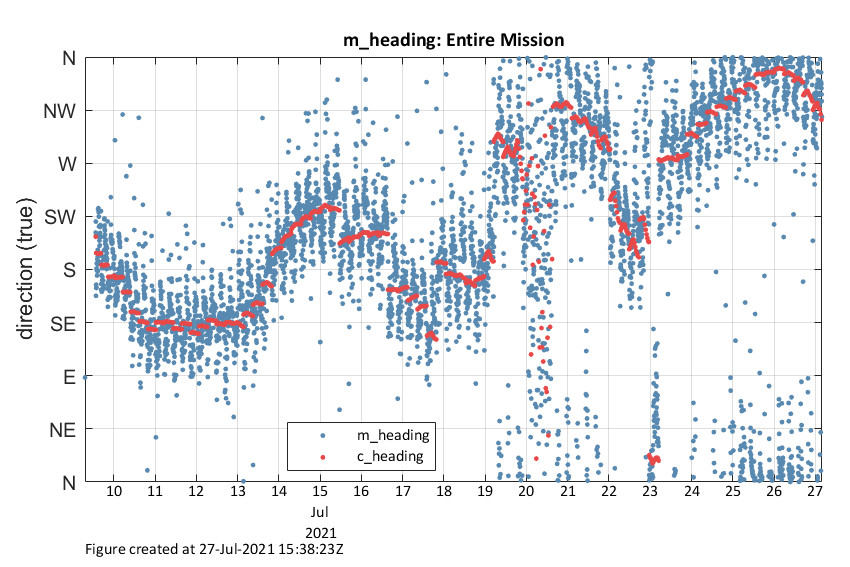 m_heading: Entire Mission
direction (true)
N
NW
W
SW
S
SE
E
NE
N
m_heading
c_heading
10 11 12 13 14 15 16 17 18 19 20 21 22 23 24 25 26 27
Jul
2021
Figure created at 27-Jul-2021 15:38:23Z